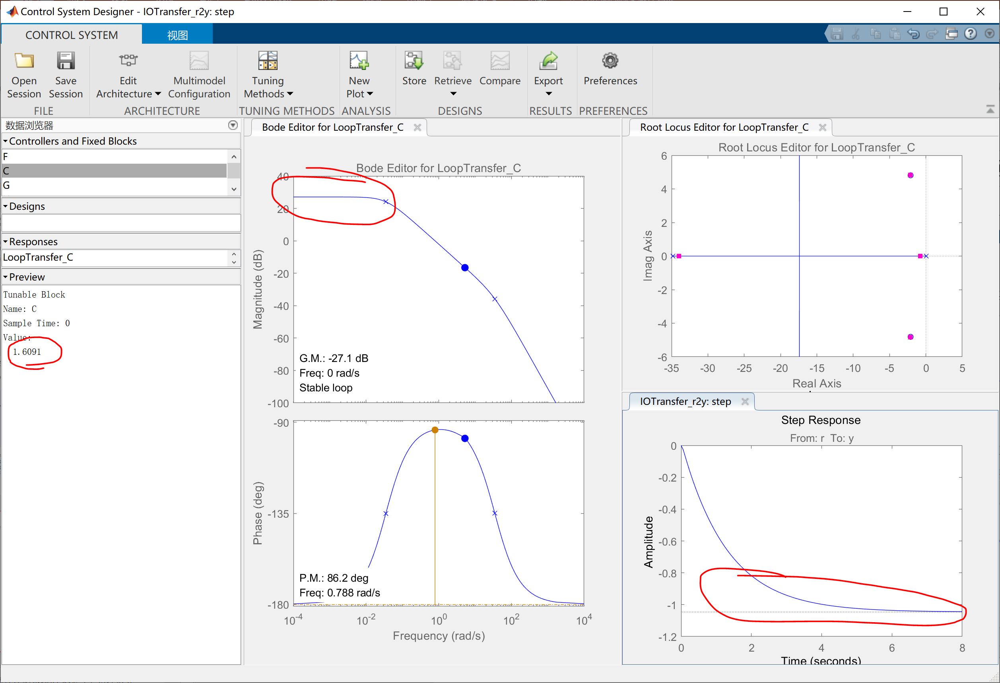 Control System Designer - IOTransfer_r2y: step
CONTROL SYSTEM
视图
Open Session
Save Session
Edit Architecture
Multimodel Configuration
Tuning Methods
New Plot
Store
Retrieve
Compare
Export
Preferences
FILE
ARCHITECTURE
TUNING METHODS
ANALYSIS
DESIGNS
RESULTS
PREFERENCES
数据浏览器
Controllers and Fixed Blocks
F
C
G
Designs
Responses
LoopTransfer_C
Preview
Tunable Block
Name: C
Sample Time: 0
Value:
1.6091
Bode Editor for LoopTransfer_C
Bode Editor for LoopTransfer_C
Magnitude (dB)
40
20
0
-20
-40
-60
-80
-100
G.M.: -27.1 dB
Freq: 0 rad/s
Stable loop
Phase (deg)
-90
-135
-180
P.M.: 86.2 deg
Freq: 0.788 rad/s
10^-4
10^-2
10^0
10^2
10^4
Frequency (rad/s)
Root Locus Editor for LoopTransfer_C
Root Locus Editor for LoopTransfer_C
Imag Axis
6
4
2
0
-2
-4
-6
-35
-30
-25
-20
-15
-10
-5
0
5
Real Axis
IOTransfer_r2y: step
Step Response
From: r To: y
Amplitude
0
-0.2
-0.4
-0.6
-0.8
-1
-1.2
0
2
4
6
8
Time (seconds)